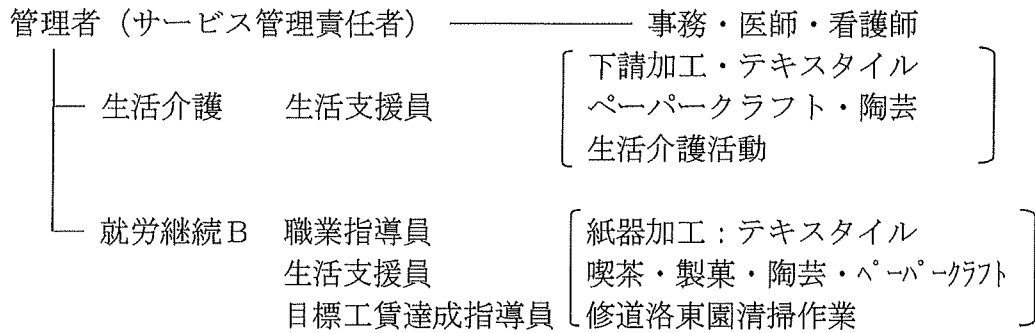 管理者（サービス管理責任者） 事務・医師・看護師
下請加工・テキスタイル
生活介護 生活支援員 ペーパークラフト・陶芸
生活介護活動
就労継続Ｂ 職業指導員 紙器加工：テキスタイル
生活支援員 喫茶・製菓・陶芸・ﾍﾟｰﾊﾟｰｸﾗﾌﾄ
目標工賃達成指導員 修道洛東園清掃作業